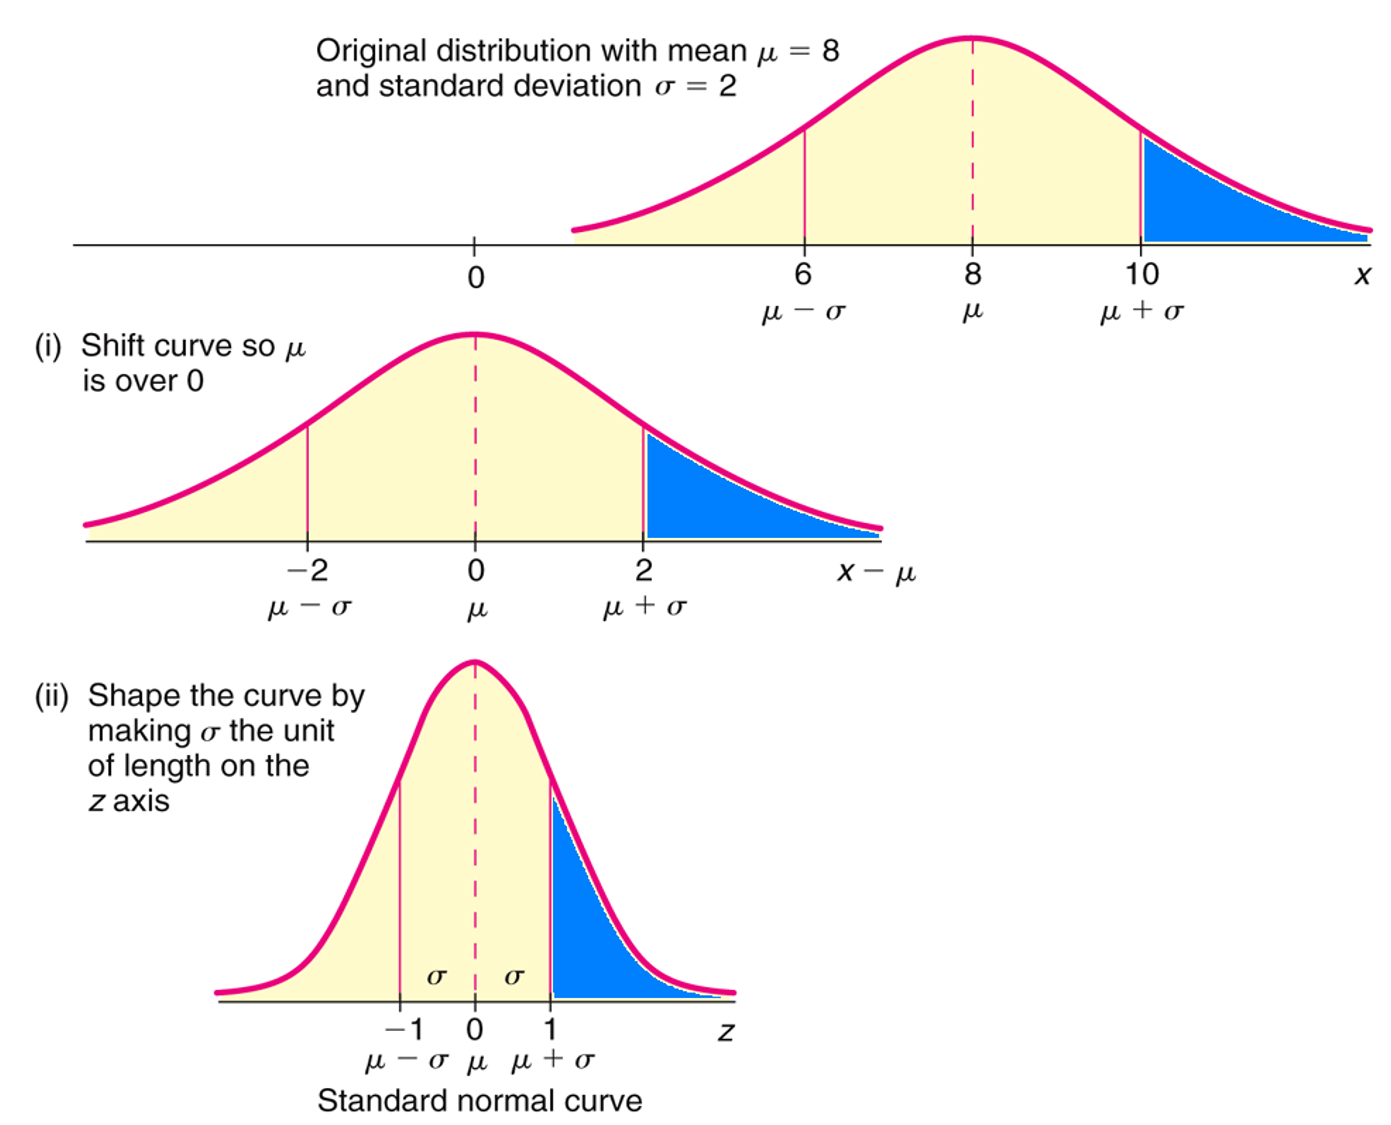 Original distribution with mean μ = 8
and standard deviation σ = 2
0 6 8 10 x
μ − σ μ μ + σ
(i) Shift curve so μ
is over 0
−2 0 2 x − μ
μ − σ μ μ + σ
(ii) Shape the curve by
making σ the unit
of length on the
z axis
σ σ
−1 0 1 z
μ − σ μ μ + σ
Standard normal curve